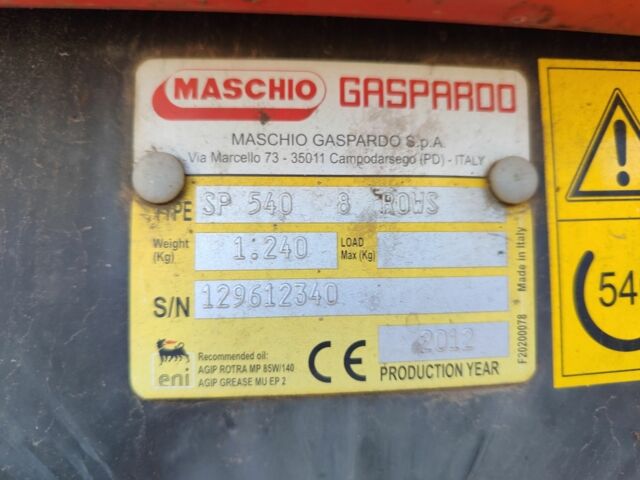 MASCHIO GASPARDO
MASCHIO GASPARDO S.p.A.
Via Marcello 73 - 35011 Campodarsego (PD) - ITALY
TYPE SP 540 8 ROWS
Weight (Kg) 1.240 LOAD Max (Kg)
S/N 129612340
eni
Recommended oil:
AGIP ROTRA MP 85W/140
AGIP GREASE MU EP 2
CE
2012
PRODUCTION YEAR
F20200078
Made in Italy
54